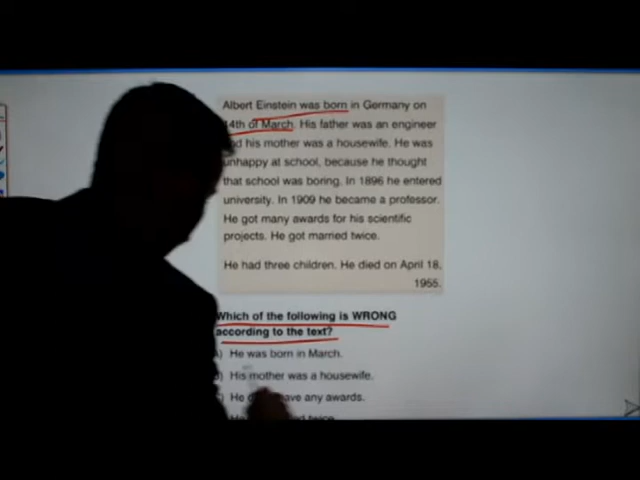 Albert Einstein was born in Germany on
14th of March. His father was an engineer
and his mother was a housewife. He was
unhappy at school, because he thought
that school was boring. In 1896 he entered
university. In 1909 he became a professor.
He got many awards for his scientific
projects. He got married twice.
He had three children. He died on April 18,
1955.
Which of the following is WRONG
according to the text?
) He was born in March.
) His mother was a housewife.
) He any awards.
He twice